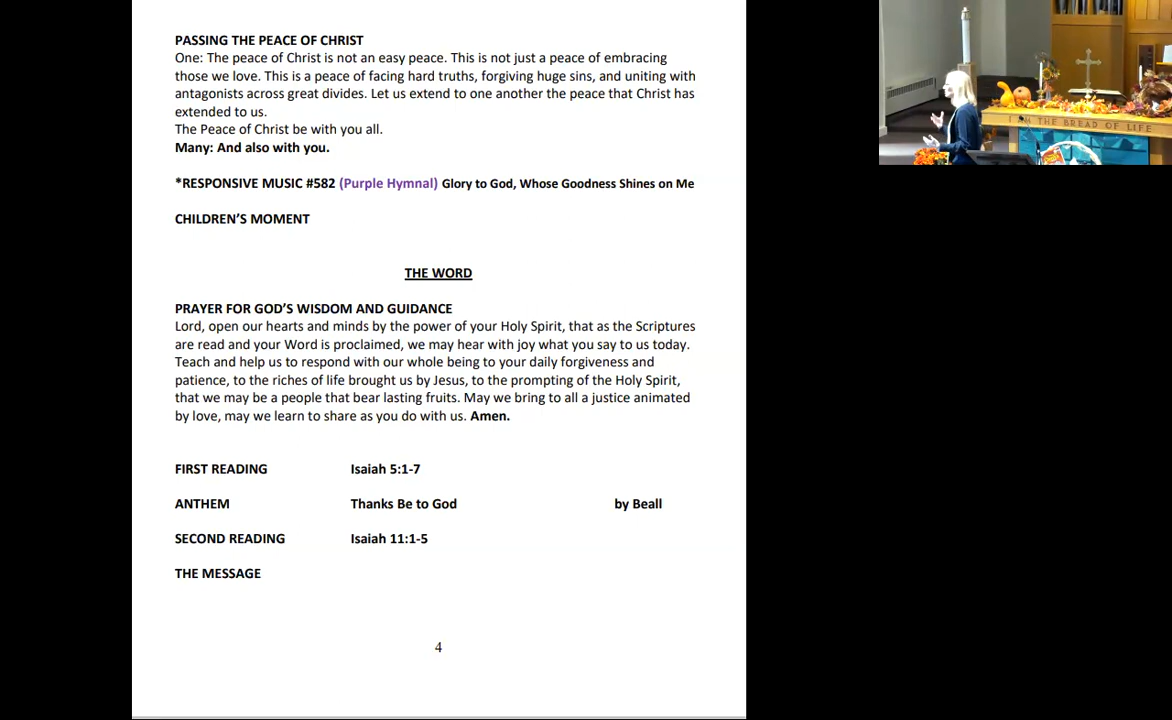 PASSING THE PEACE OF CHRIST
One: The peace of Christ is not an easy peace. This is not just a peace of embracing
those we love. This is a peace of facing hard truths, forgiving huge sins, and uniting with
antagonists across great divides. Let us extend to one another the peace that Christ has
extended to us.
The Peace of Christ be with you all.
Many: And also with you.
*RESPONSIVE MUSIC #582 (Purple Hymnal) Glory to God, Whose Goodness Shines on Me
CHILDREN’S MOMENT
THE WORD
PRAYER FOR GOD’S WISDOM AND GUIDANCE
Lord, open our hearts and minds by the power of your Holy Spirit, that as the Scriptures
are read and your Word is proclaimed, we may hear with joy what you say to us today.
Teach and help us to respond with our whole being to your daily forgiveness and
patience, to the riches of life brought us by Jesus, to the prompting of the Holy Spirit,
that we may be a people that bear lasting fruits. May we bring to all a justice animated
by love, may we learn to share as you do with us. Amen.
FIRST READING Isaiah 5:1-7
ANTHEM Thanks Be to God by Beall
SECOND READING Isaiah 11:1-5
THE MESSAGE
4
I AM THE BREAD OF LIFE